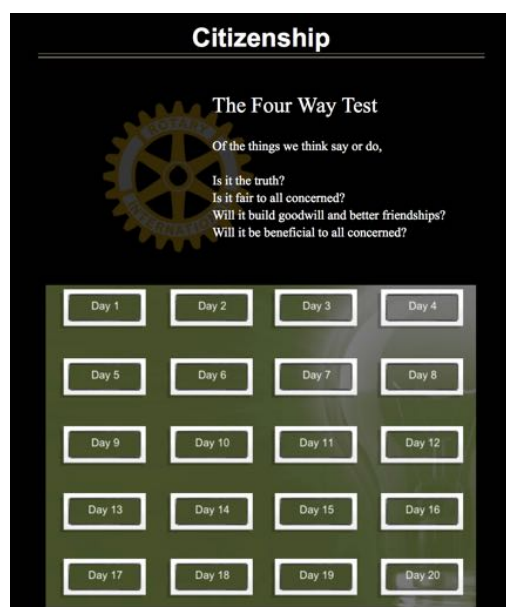 Citizenship
The Four Way Test
Of the things we think say or do,
Is it the truth?
Is it fair to all concerned?
Will it build goodwill and better friendships?
Will it be beneficial to all concerned?
ROTARY
INTERNATIONAL
Day 1 Day 2 Day 3 Day 4
Day 5 Day 6 Day 7 Day 8
Day 9 Day 10 Day 11 Day 12
Day 13 Day 14 Day 15 Day 16
Day 17 Day 18 Day 19 Day 20